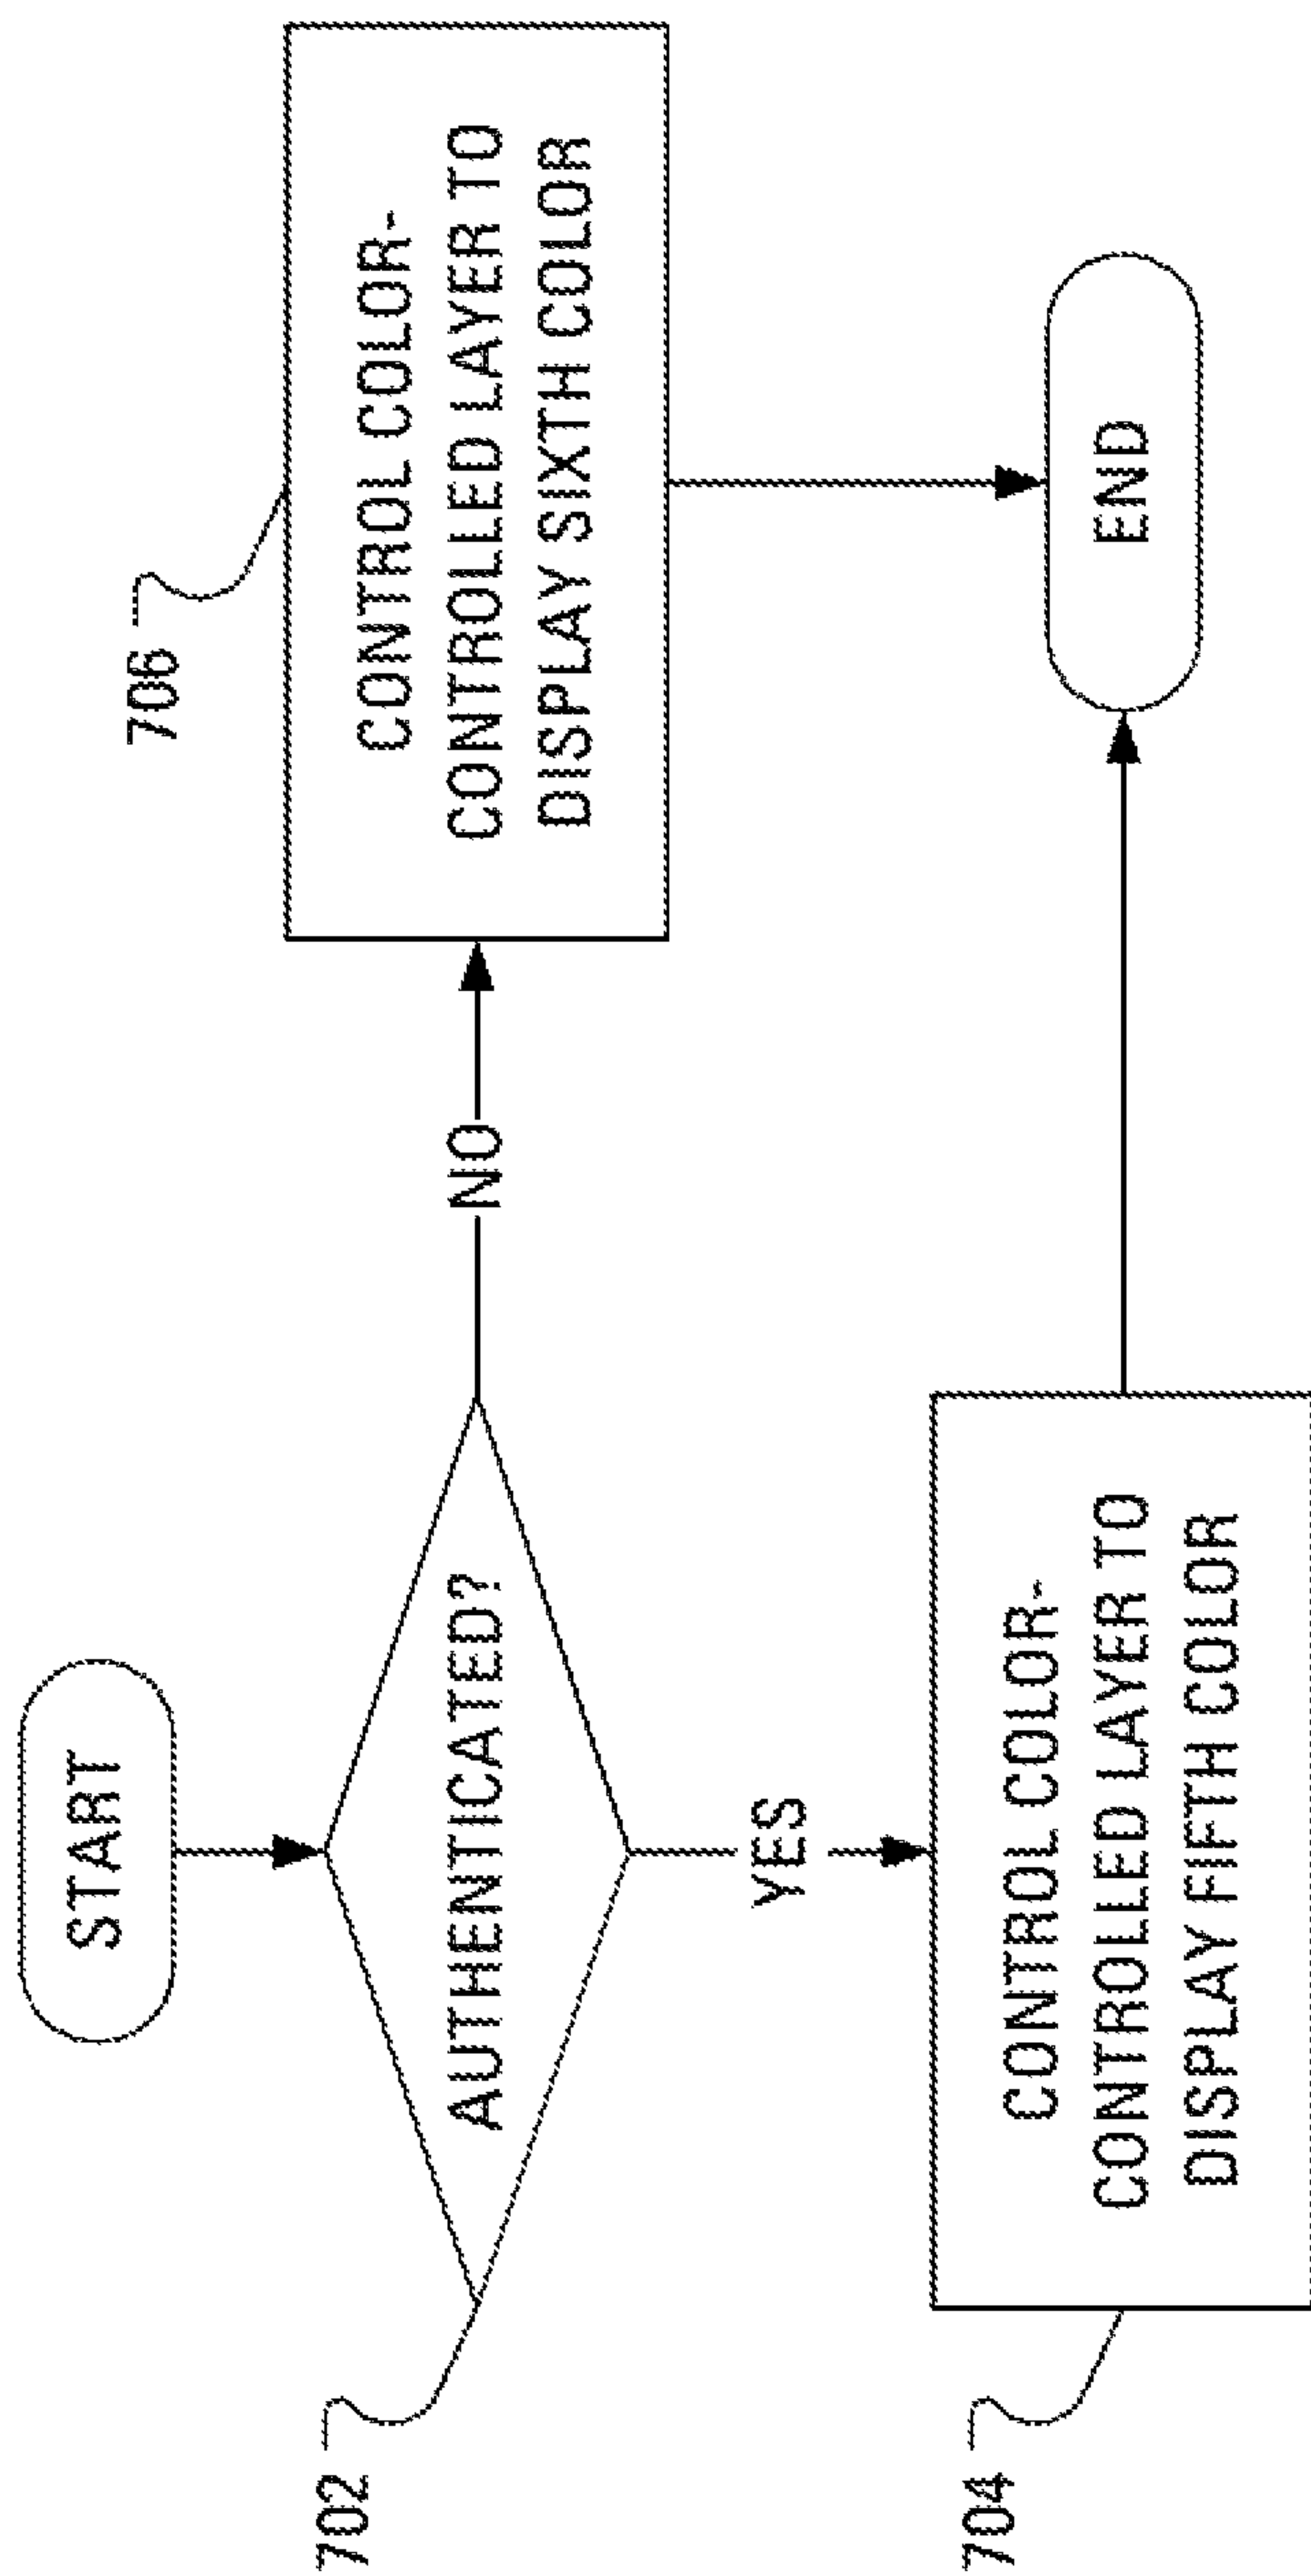 START
702
AUTHENTICATED?
NO
706
CONTROL COLOR-
CONTROLLED LAYER TO
DISPLAY SIXTH COLOR
YES
704
CONTROL COLOR-
CONTROLLED LAYER TO
DISPLAY FIFTH COLOR
END